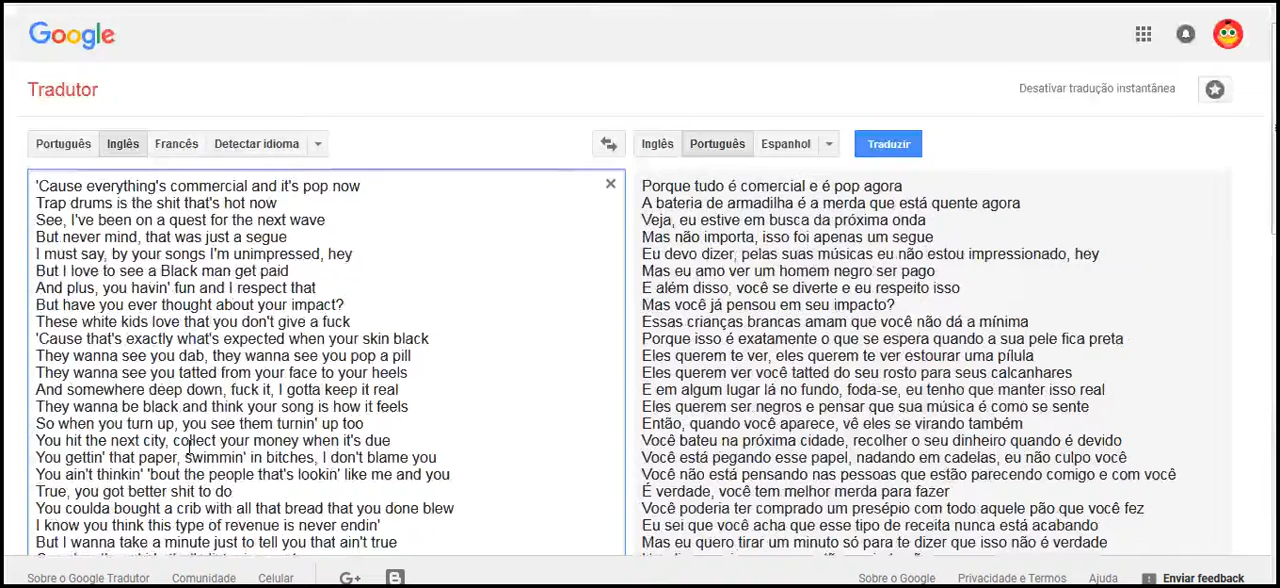 Google
Tradutor
Desativar tradução instantânea
Português Inglês Francês Detectar idioma
Inglês Português Espanhol Traduzir
'Cause everything's commercial and it's pop now
Trap drums is the shit that's hot now
See, I've been on a quest for the next wave
But never mind, that was just a segue
I must say, by your songs I'm unimpressed, hey
But I love to see a Black man get paid
And plus, you havin' fun and I respect that
But have you ever thought about your impact?
These white kids love that you don't give a fuck
'Cause that's exactly what's expected when your skin black
They wanna see you dab, they wanna see you pop a pill
They wanna see you tatted from your face to your heels
And somewhere deep down, fuck it, I gotta keep it real
They wanna be black and think your song is how it feels
So when you turn up, you see them turnin' up too
You hit the next city, collect your money when it's due
You gettin' that paper, swimmin' in bitches, I don't blame you
You ain't thinkin' 'bout the people that's lookin' like me and you
True, you got better shit to do
You coulda bought a crib with all that bread that you done blew
I know you think this type of revenue is never endin'
But I wanna take a minute just to tell you that ain't true
Porque tudo é comercial e é pop agora
A bateria de armadilha é a merda que está quente agora
Veja, eu estive em busca da próxima onda
Mas não importa, isso foi apenas um segue
Eu devo dizer, pelas suas músicas eu não estou impressionado, hey
Mas eu amo ver um homem negro ser pago
E além disso, você se diverte e eu respeito isso
Mas você já pensou em seu impacto?
Essas crianças brancas amam que você não dá a mínima
Porque isso é exatamente o que se espera quando a sua pele fica preta
Eles querem te ver, eles querem te ver estourar uma pílula
Eles querem ver você tatted do seu rosto para seus calcanhares
E em algum lugar lá no fundo, foda-se, eu tenho que manter isso real
Eles querem ser negros e pensar que sua música é como se sente
Então, quando você aparece, vê eles se virando também
Você bateu na próxima cidade, recolher o seu dinheiro quando é devido
Você está pegando esse papel, nadando em cadelas, eu não culpo você
Você não está pensando nas pessoas que estão parecendo comigo e com você
É verdade, você tem melhor merda para fazer
Você poderia ter comprado um presépio com todo aquele pão que você fez
Eu sei que você acha que esse tipo de receita nunca está acabando
Mas eu quero tirar um minuto só para te dizer que isso não é verdade
Sobre o Google Tradutor Comunidade Celular G+ B
Sobre o Google Privacidade e Termos Ajuda Enviar feedback